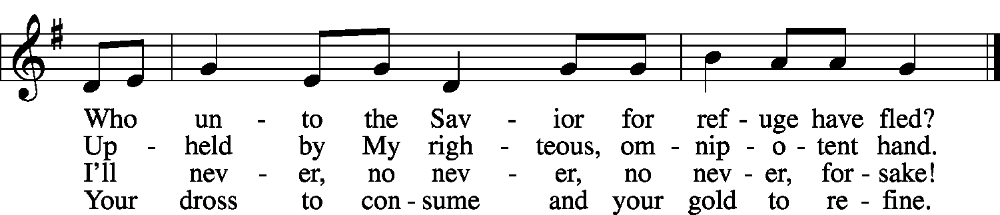 Who un - to the Sav - ior for ref - uge have fled?
Up - held by My righ - teous, om - nip - o - tent hand.
I'll nev - er, no nev - er, no nev - er, for - sake!
Your dross to con - sume and your gold to re - fine.